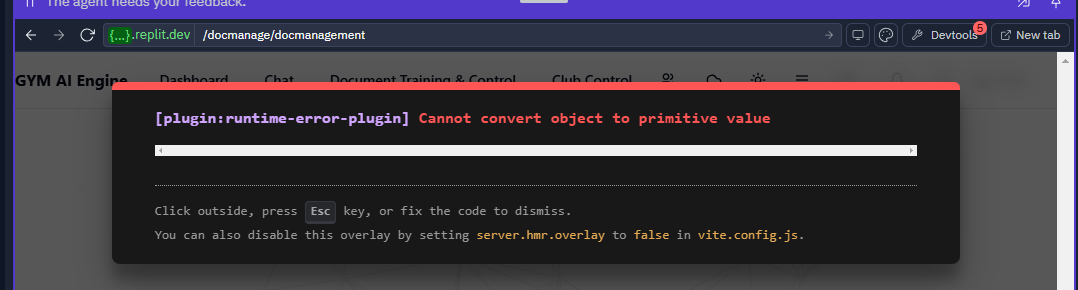 The agent needs your feedback.
{...}.replit.dev /docmanage/docmanagement Devtools 5 New tab
GYM AI Engine Dashboard Chat Document Training & Control Club Control
[plugin:runtime-error-plugin] Cannot convert object to primitive value
Click outside, press Esc key, or fix the code to dismiss.
You can also disable this overlay by setting server.hmr.overlay to false in vite.config.js.